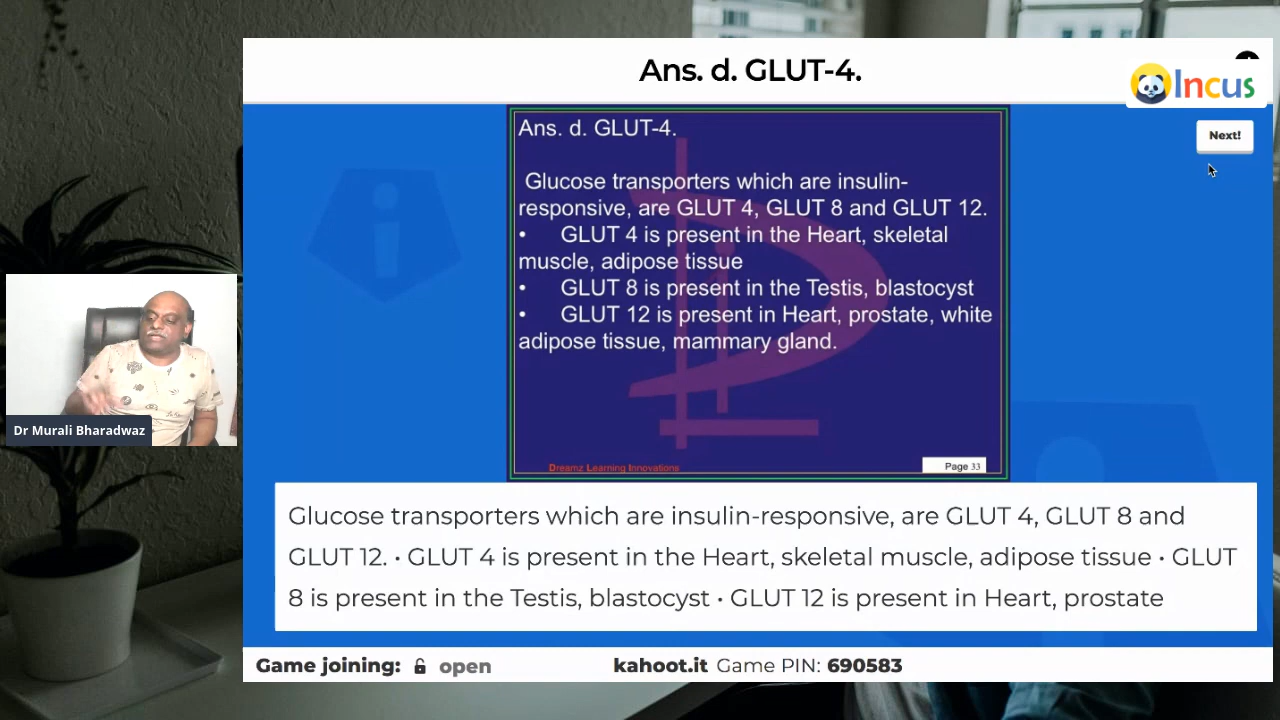 Ans. d. GLUT-4.
Incus
Next!
Ans. d. GLUT-4.
Glucose transporters which are insulin-
responsive, are GLUT 4, GLUT 8 and GLUT 12.
• GLUT 4 is present in the Heart, skeletal
muscle, adipose tissue
• GLUT 8 is present in the Testis, blastocyst
• GLUT 12 is present in Heart, prostate, white
adipose tissue, mammary gland.
Dreamz Learning Innovations
Page 33
Dr Murali Bharadwaz
Glucose transporters which are insulin-responsive, are GLUT 4, GLUT 8 and
GLUT 12. • GLUT 4 is present in the Heart, skeletal muscle, adipose tissue • GLUT
8 is present in the Testis, blastocyst • GLUT 12 is present in Heart, prostate
Game joining: open
kahoot.it Game PIN: 690583